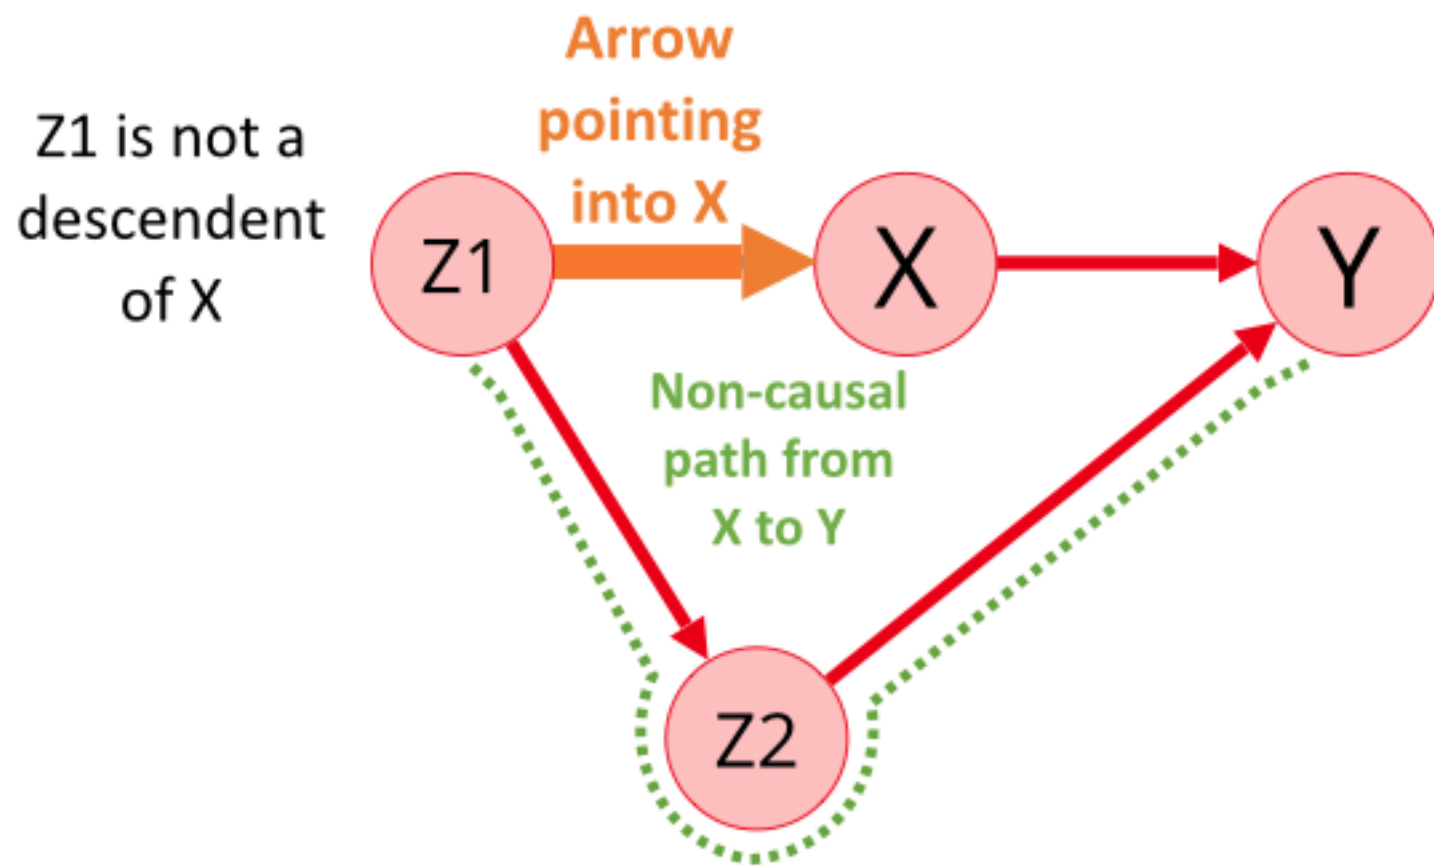 Arrow
pointing
into X
Z1 is not a
descendent
of X
Z1
X
Y
Non-causal
path from
X to Y
Z2